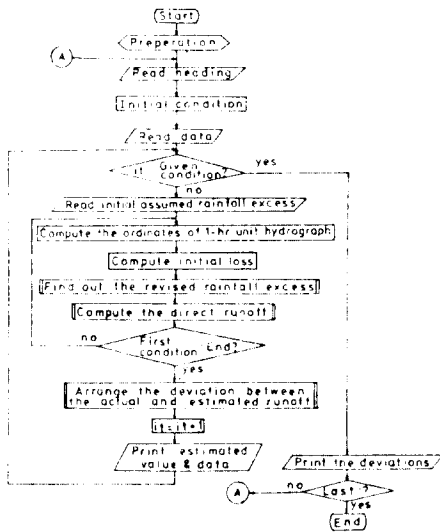 Start
Preperation
A
Read heading
Initial condition
Read data
if Given condition?
yes
no
Read initial assumed rainfall excess
Compute the ordinates of 1-hr unit hydrograph
Compute initial loss
Find out the revised rainfall excess
Compute the direct runoff
no
First condition End?
yes
Arrange the deviation between
the actual and estimated runoff
it=it+1
Print estimated
value & data
Print the deviations
A
no
Last ?
yes
End